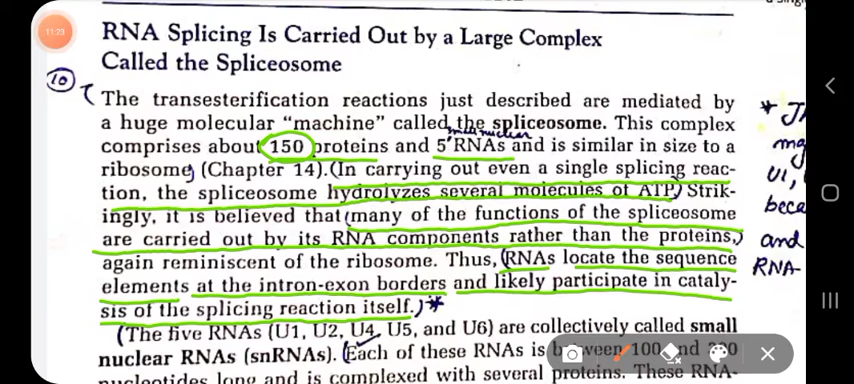 11:23
RNA Splicing Is Carried Out by a Large Complex
Called the Spliceosome
10
The transesterification reactions just described are mediated by
a huge molecular “machine” called the spliceosome. This complex
small nuclear
comprises about 150 proteins and 5 RNAs and is similar in size to a
ribosome (Chapter 14). (In carrying out even a single splicing reac-
tion, the spliceosome hydrolyzes several molecules of ATP) Strik-
ingly, it is believed that (many of the functions of the spliceosome
are carried out by its RNA components rather than the proteins,)
again reminiscent of the ribosome. Thus, (RNAs locate the sequence
elements at the intron-exon borders and likely participate in cataly-
sis of the splicing reaction itself.)*
(The five RNAs (U1, U2, U4, U5, and U6) are collectively called small
nuclear RNAs (snRNAs). (Each of these RNAs is between 100 and 300
nucleotides long and is complexed with several proteins. These RNA-
U1,
beca
and
RNA-